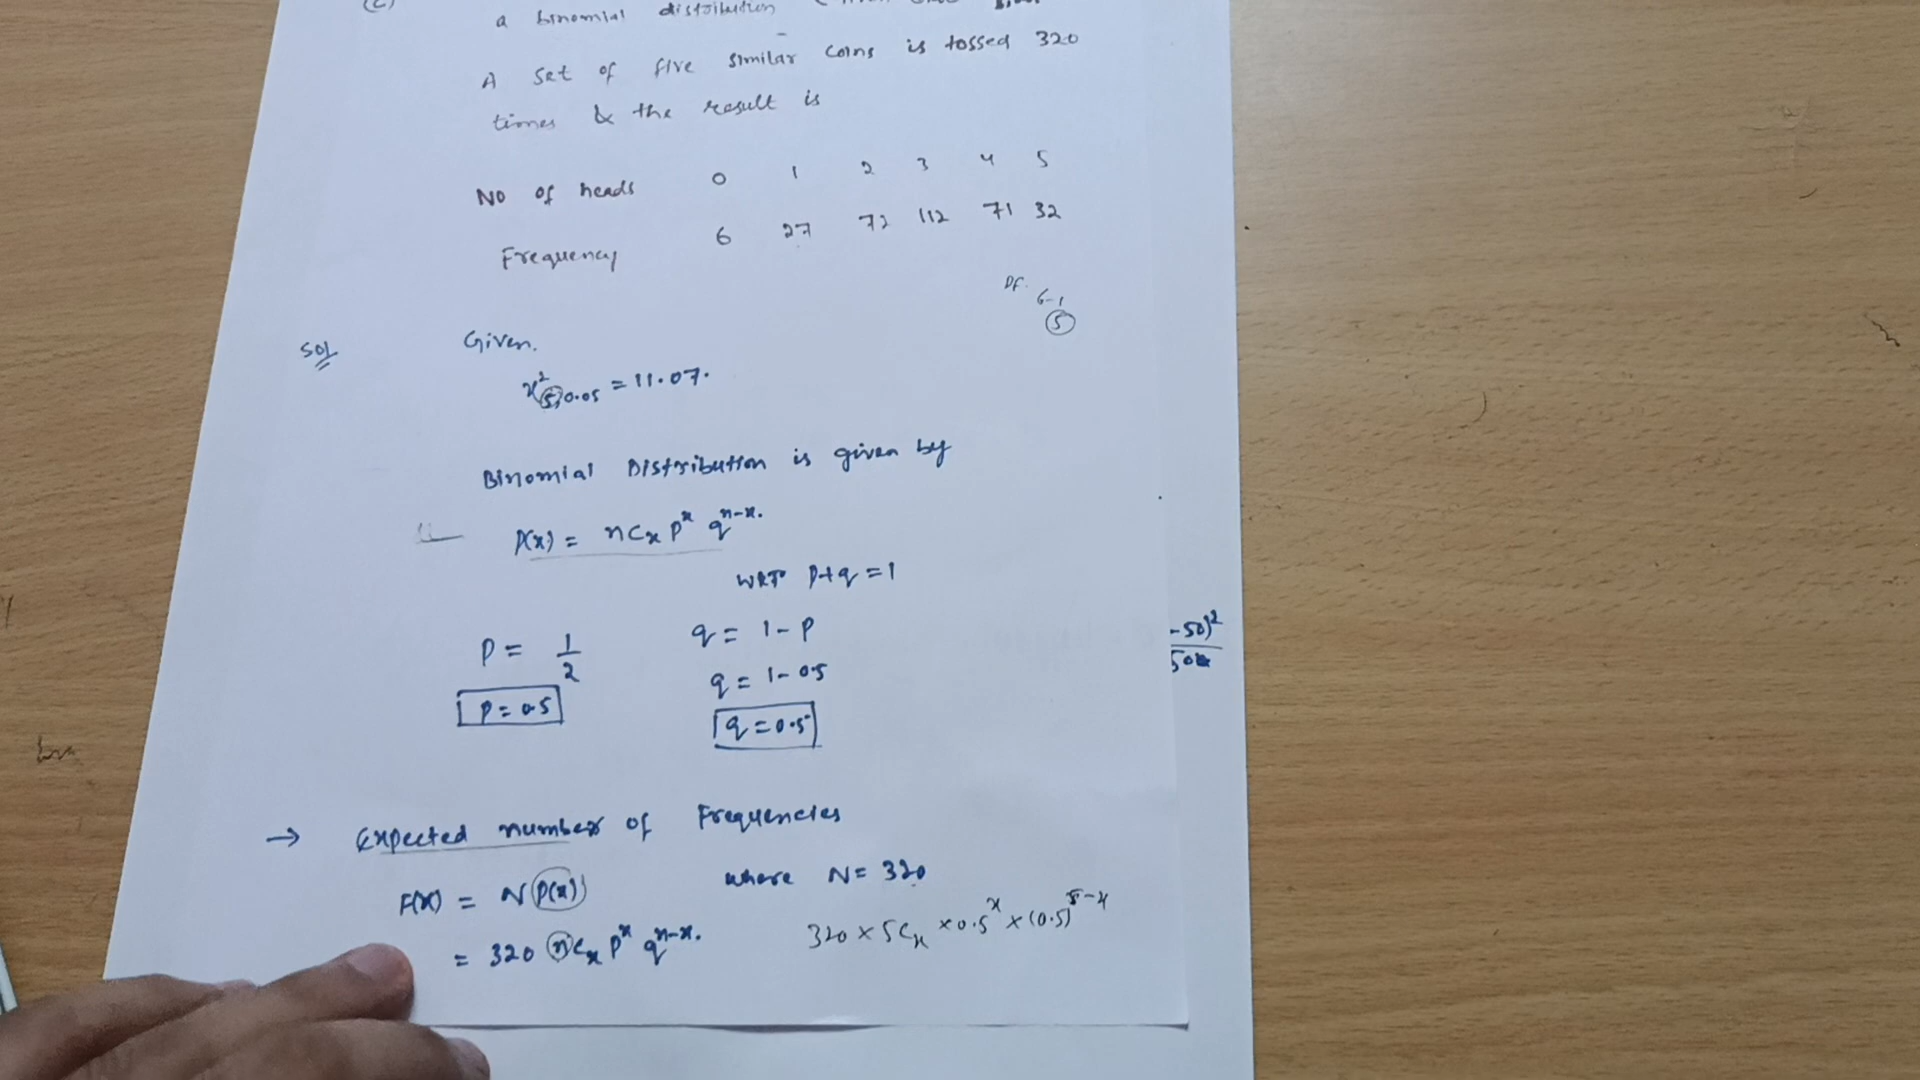 (c)
a binomial distribution
A set of five similar coins is tossed 320
times & the result is
No of heads 0 1 2 3 4 5
Frequency 6 27 72 112 71 32
DF. 6-1
5
Sol Given.
x²5,0.05 = 11.07.
Binomial Distribution is given by
P(x) = nCx p^x q^n-x.
WKT p+q = 1
P = 1/2 q = 1-P
q = 1-0.5
P = 0.5 q = 0.5
-50)²/50
→ Expected number of Frequencies
F(x) = N P(x) where N = 320
= 320 nCx p^x q^n-x. 320 × 5Cx × 0.5^x × (0.5)^5-x